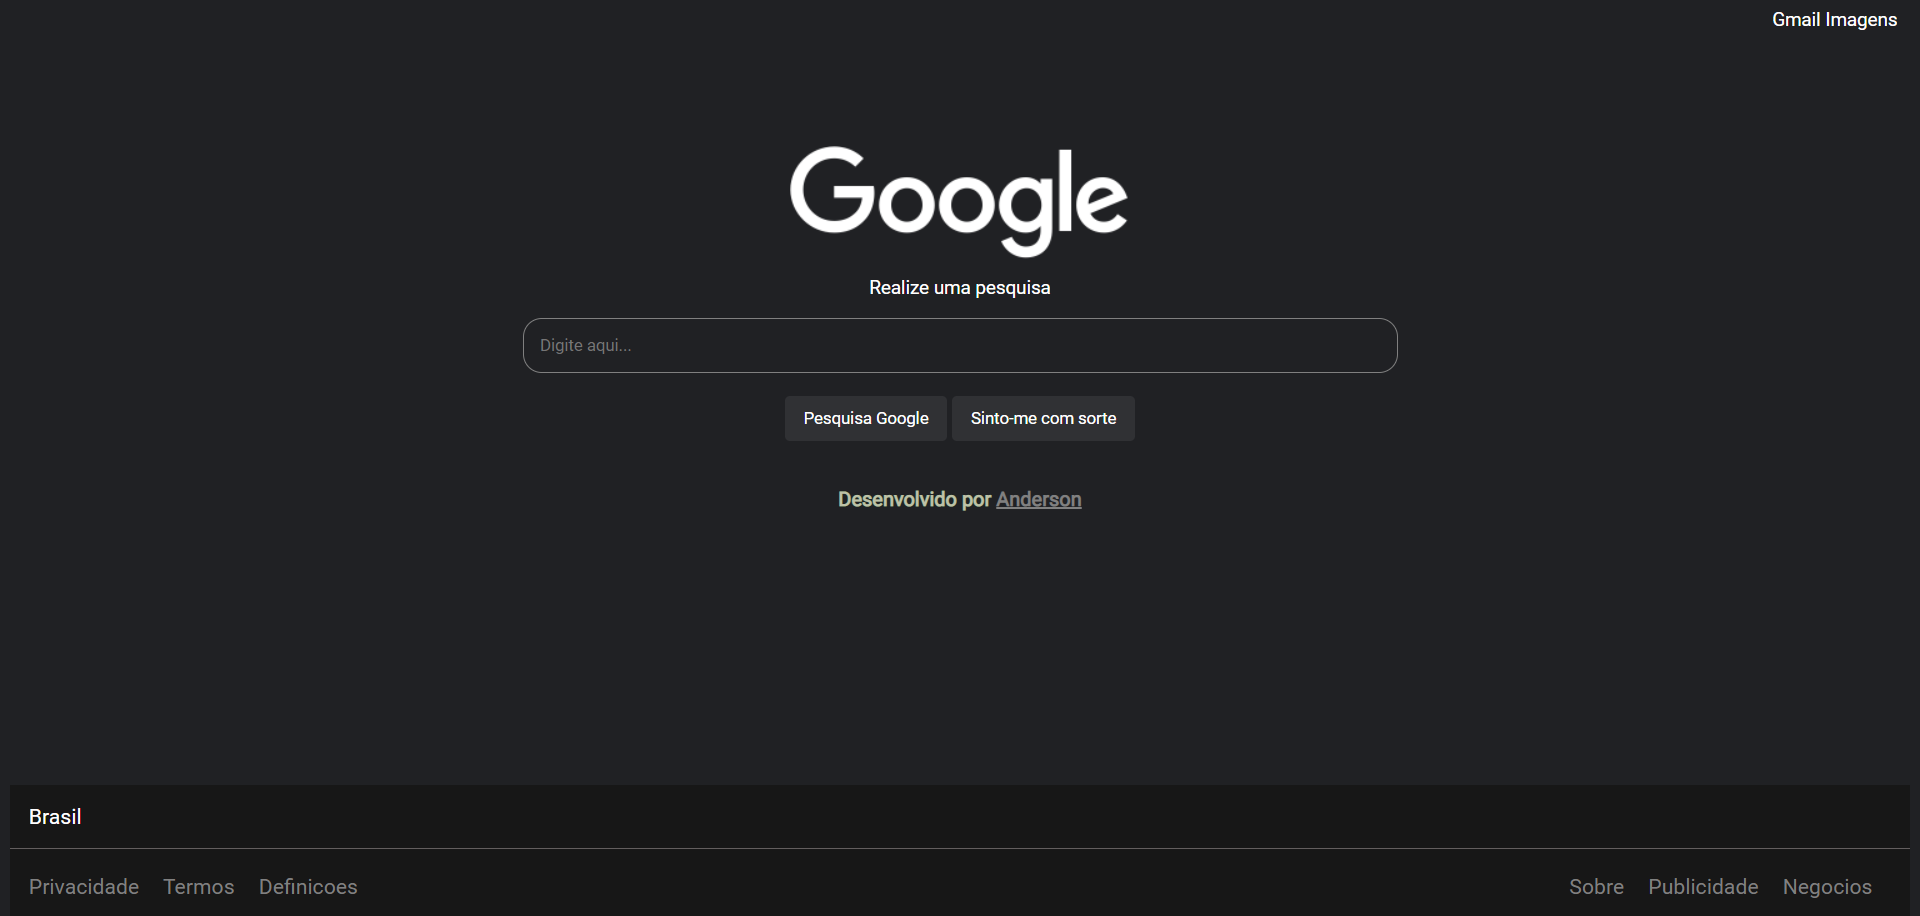 Gmail Imagens
Google
Realize uma pesquisa
Digite aqui...
Pesquisa Google Sinto-me com sorte
Desenvolvido por Anderson
Brasil
Privacidade Termos Definicoes Sobre Publicidade Negocios